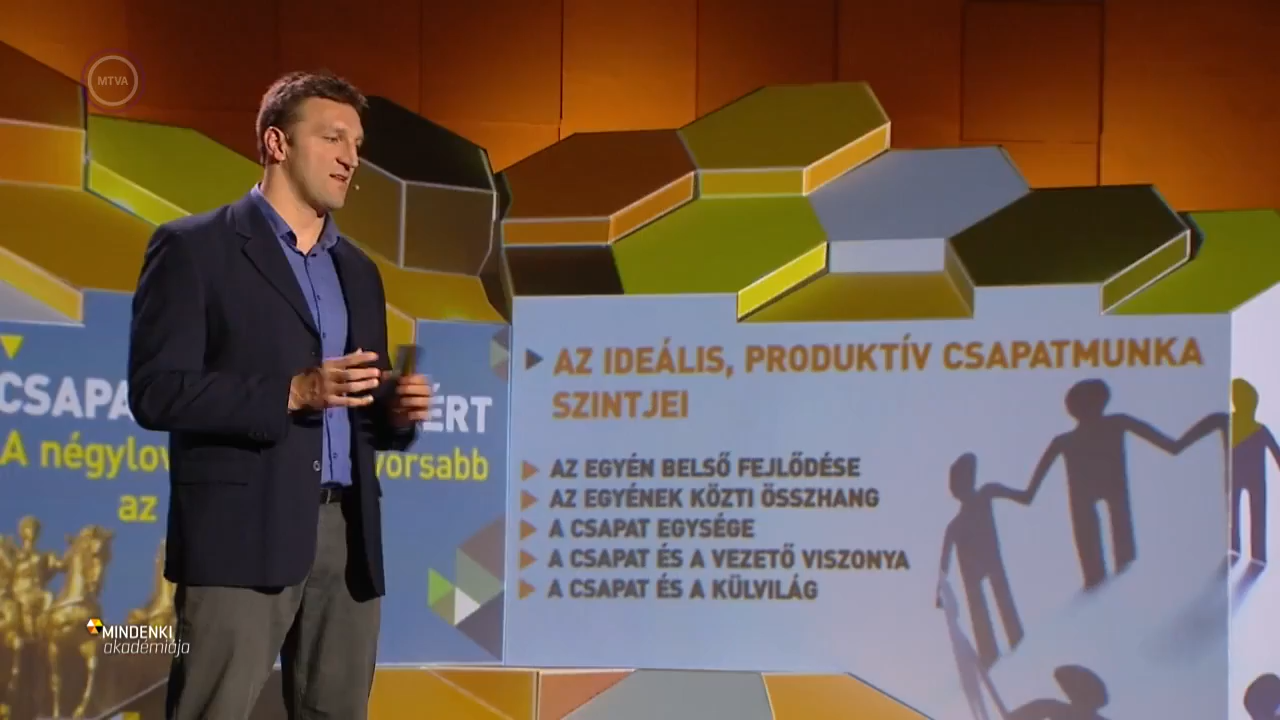 MTVA
CSAPA ÉRT
A négylov vorsabb
az
AZ IDEÁLIS, PRODUKTÍV CSAPATMUNKA
SZINTJEI
AZ EGYÉN BELSŐ FEJLŐDÉSE
AZ EGYÉNEK KÖZTI ÖSSZHANG
A CSAPAT EGYSÉGE
A CSAPAT ÉS A VEZETŐ VISZONYA
A CSAPAT ÉS A KÜLVILÁG
MINDENKI
akadémiája